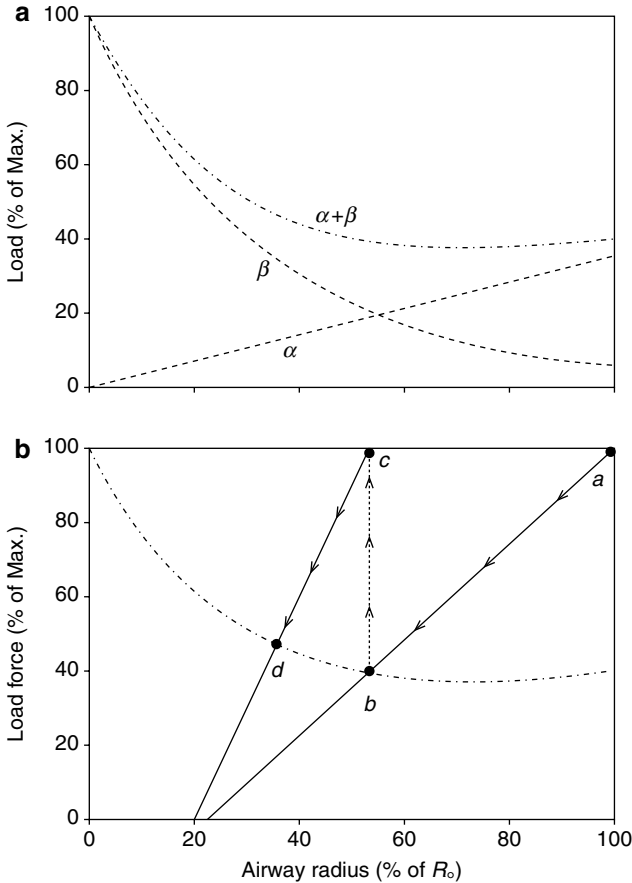 a
100
80
60
40
20
0
Load (% of Max.)
α+β
β
α
b
100
80
60
40
20
0
Load force (% of Max.)
c
a
d
b
0 20 40 60 80 100
Airway radius (% of Rₒ)